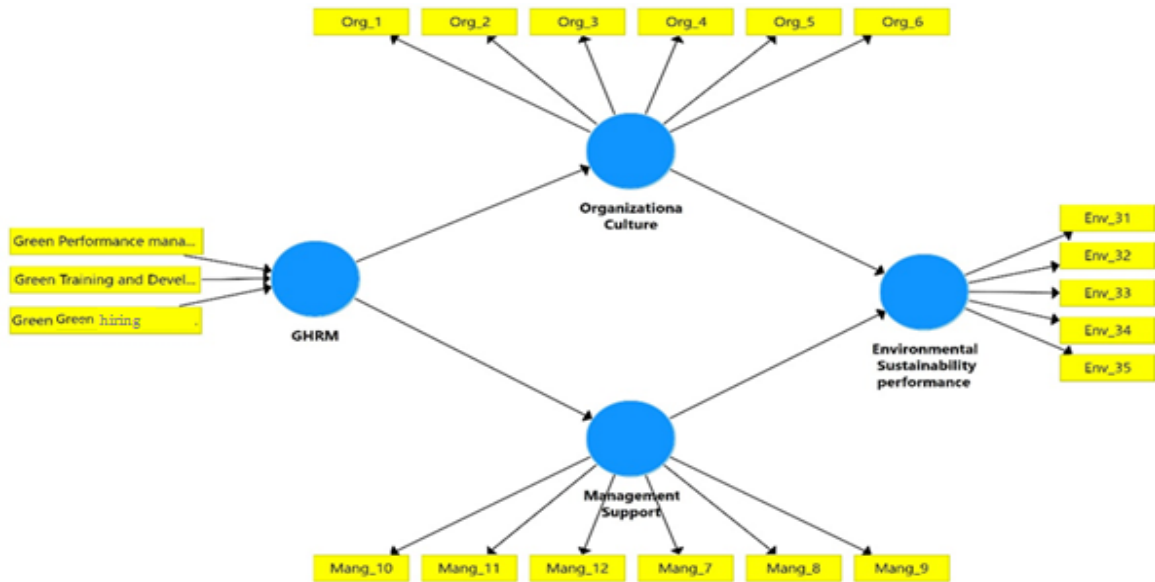 Org_1
Org_2
Org_3
Org_4
Org_5
Org_6
Organizationa
Culture
Green Performance mana...
Green Training and Devel...
Green Green hiring .
GHRM
Env_31
Env_32
Env_33
Env_34
Env_35
Environmental
Sustainability
performance
Management
Support
Mang_10
Mang_11
Mang_12
Mang_7
Mang_8
Mang_9